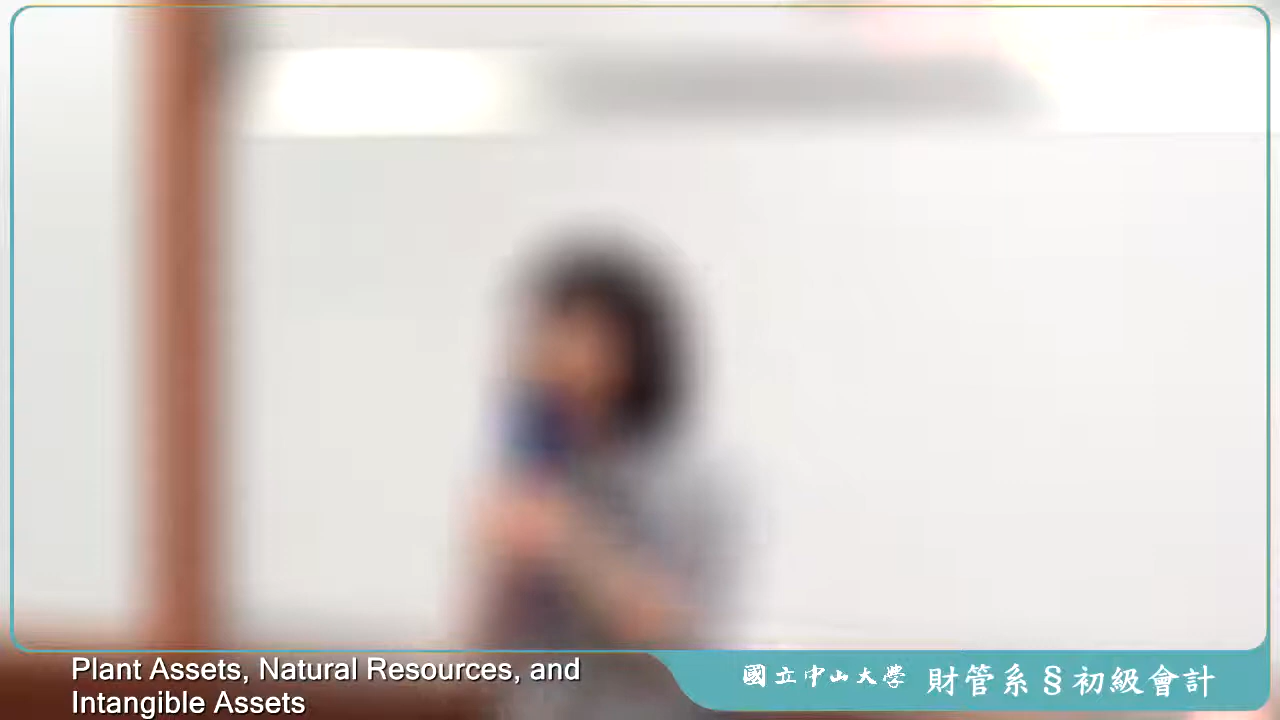 Plant Assets, Natural Resources, and
Intangible Assets
國立中山大學 財管系§初級會計